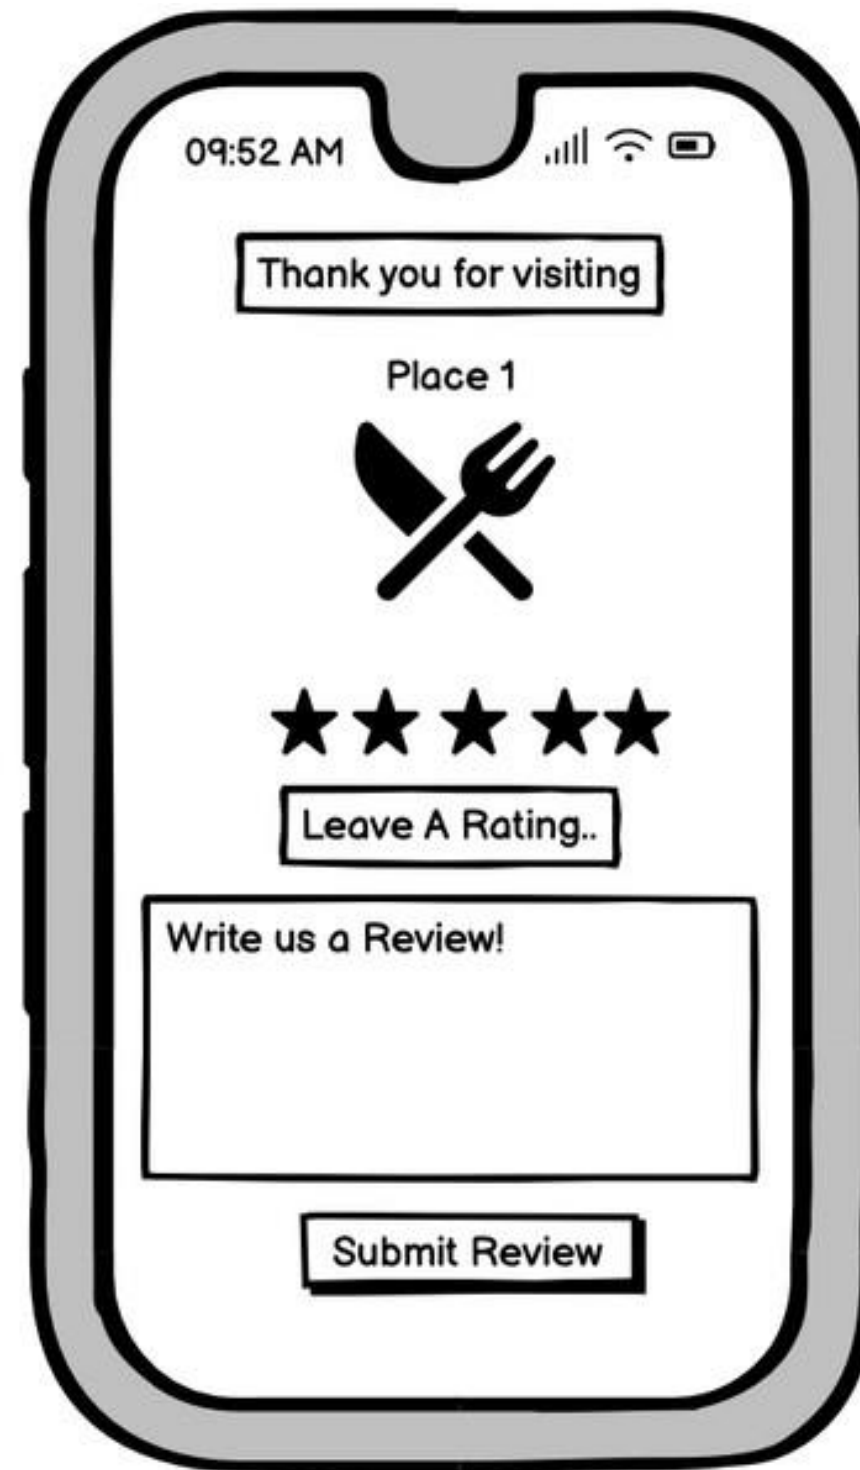 09:52 AM
Thank you for visiting
Place 1
Leave A Rating..
Write us a Review!
Submit Review